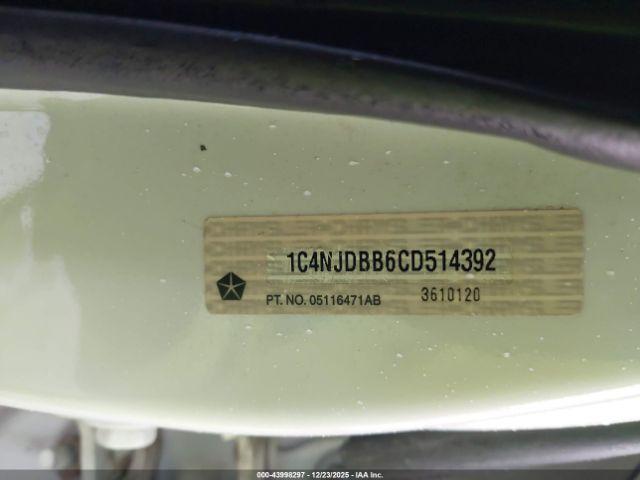 1C4NJDBB6CD514392
PT. NO. 05116471AB 3610120
000-43998297 - 12/23/2025 - IAA Inc.